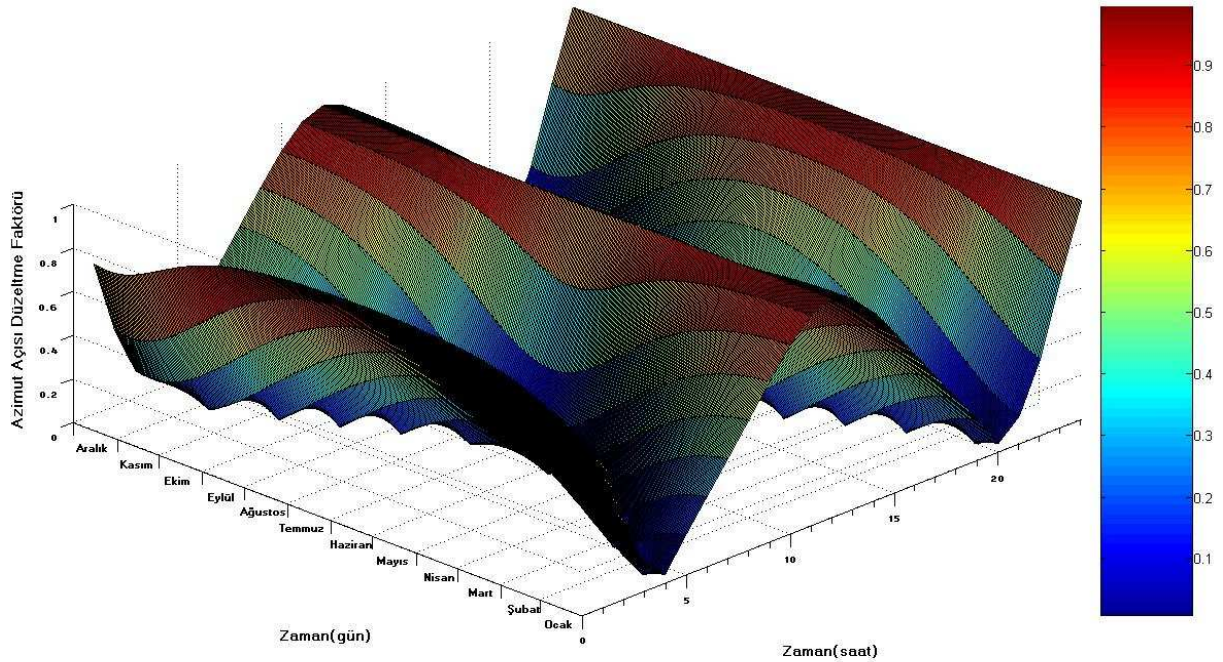 Azimut Açısı Düzeltme Faktörü
1
0.8
0.6
0.4
0.2
0
Aralık
Kasım
Ekim
Eylül
Ağustos
Temmuz
Haziran
Mayıs
Nisan
Mart
Şubat
Ocak
Zaman(gün)
0
5
10
15
20
Zaman(saat)
0.9
0.8
0.7
0.6
0.5
0.4
0.3
0.2
0.1